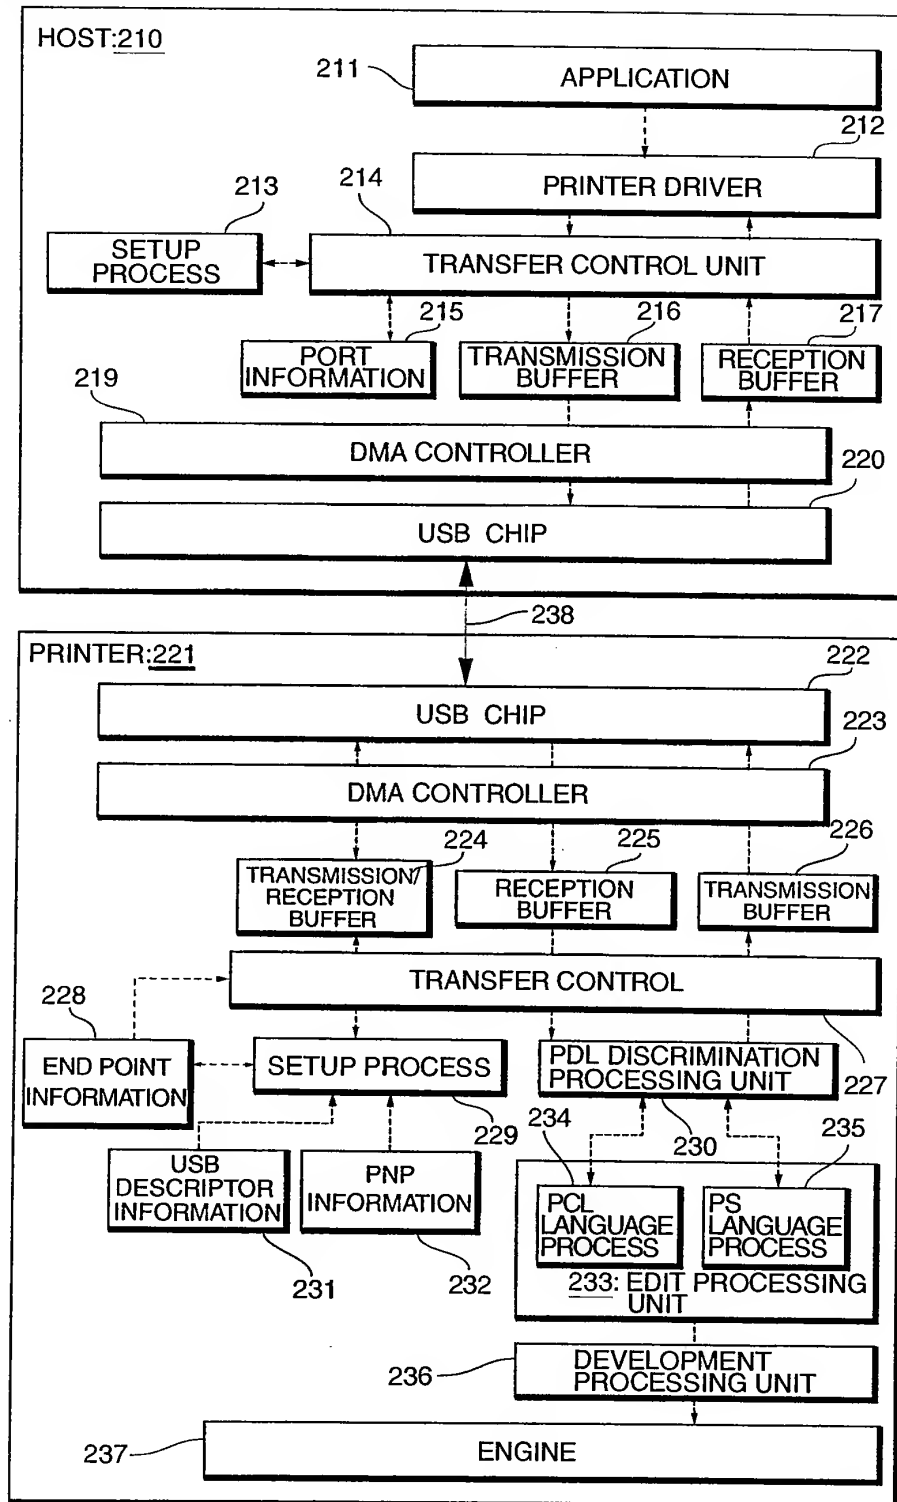 HOST:210
211
APPLICATION
212
PRINTER DRIVER
213
214
SETUP
PROCESS
TRANSFER CONTROL UNIT
215
216
217
PORT
INFORMATION
TRANSMISSION
BUFFER
RECEPTION
BUFFER
219
DMA CONTROLLER
220
USB CHIP
238
PRINTER:221
222
USB CHIP
223
DMA CONTROLLER
224
225
226
TRANSMISSION/
RECEPTION
BUFFER
RECEPTION
BUFFER
TRANSMISSION
BUFFER
TRANSFER CONTROL
227
228
END POINT
INFORMATION
SETUP PROCESS
229
PDL DISCRIMINATION
PROCESSING UNIT
230
USB
DESCRIPTOR
INFORMATION
231
PNP
INFORMATION
232
234
235
PCL
LANGUAGE
PROCESS
PS
LANGUAGE
PROCESS
233: EDIT PROCESSING
UNIT
236
DEVELOPMENT
PROCESSING UNIT
237
ENGINE